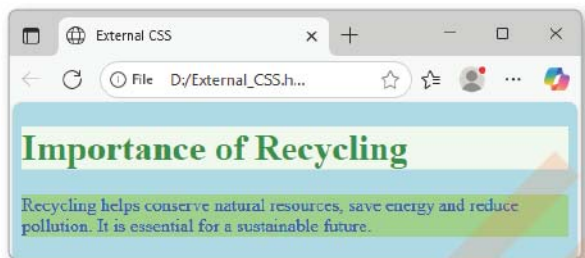 External CSS
File D:/External_CSS.h...
Importance of Recycling
Recycling helps conserve natural resources, save energy and reduce
pollution. It is essential for a sustainable future.